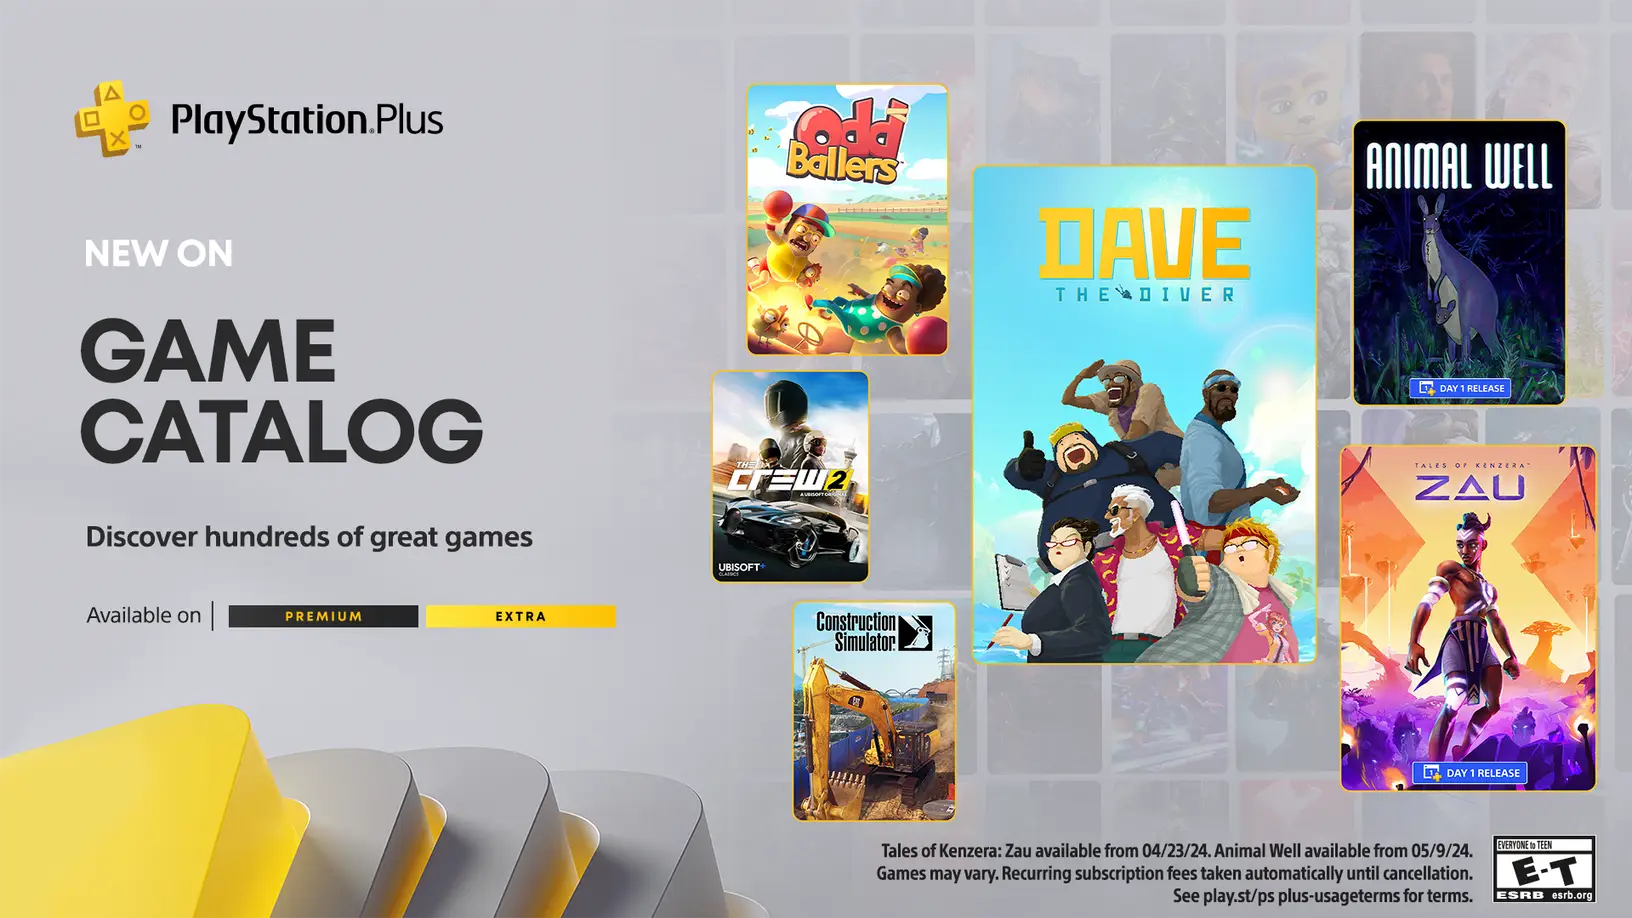 PlayStation.Plus
NEW ON
GAME
CATALOG
Discover hundreds of great games
Available on
PREMIUM
EXTRA
Odd
Ballers
THE
CREW 2
A UBISOFT ORIGINAL
UBISOFT+
CLASSICS
Construction
Simulator
CAT
DAVE
THE DIVER
ANIMAL WELL
DAY 1 RELEASE
TALES OF KENZERA™
ZAU
DAY 1 RELEASE
Tales of Kenzera: Zau available from 04/23/24. Animal Well available from 05/9/24.
Games may vary. Recurring subscription fees taken automatically until cancellation.
See play.st/ps plus-usageterms for terms.
EVERYONE to TEEN
E-T
ESRB esrb.org